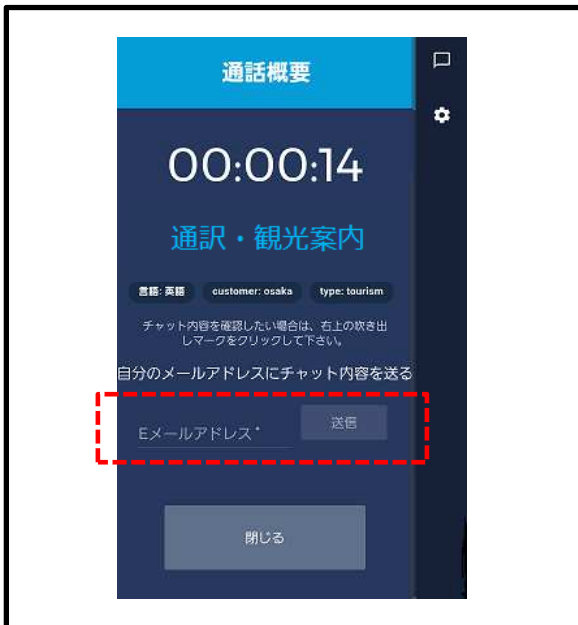 通話概要
00:00:14
通訳・観光案内
言語: 英語 customer: osaka type: tourism
チャット内容を確認したい場合は、右上の吹き出
しマークをクリックして下さい。
自分のメールアドレスにチャット内容を送る
Eメールアドレス* 送信
閉じる